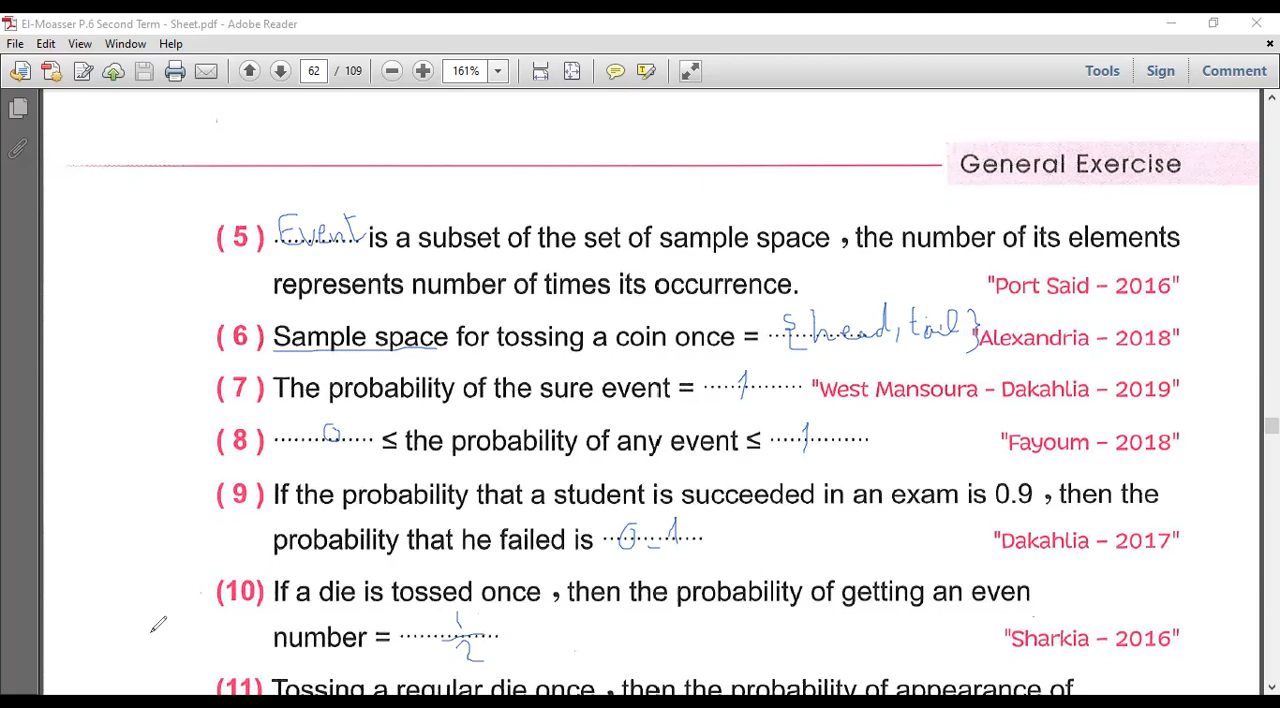 El-Moasser P.6 Second Term - Sheet.pdf - Adobe Reader
File Edit View Window Help
62 / 109 161% Tools Sign Comment
General Exercise
( 5 ) Event is a subset of the set of sample space , the number of its elements
represents number of times its occurrence. "Port Said – 2016"
( 6 ) Sample space for tossing a coin once = {head, tail} "Alexandria – 2018"
( 7 ) The probability of the sure event = 1 "West Mansoura – Dakahlia – 2019"
( 8 ) 0 ≤ the probability of any event ≤ 1 "Fayoum – 2018"
( 9 ) If the probability that a student is succeeded in an exam is 0.9 , then the
probability that he failed is 0.1 "Dakahlia – 2017"
(10) If a die is tossed once , then the probability of getting an even
number = 1/2 "Sharkia – 2016"
(11) Tossing a regular die once , then the probability of appearance of